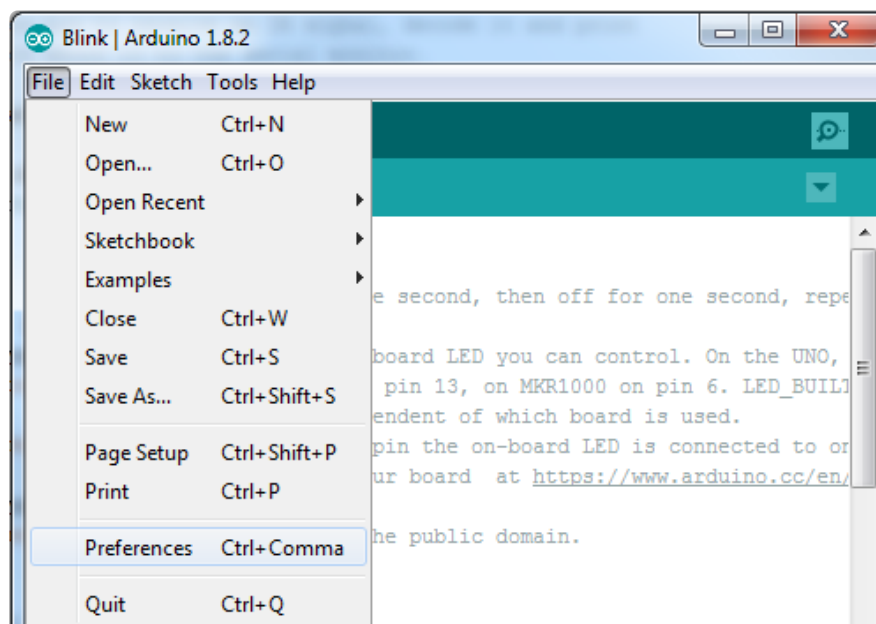 Blink | Arduino 1.8.2
File Edit Sketch Tools Help
New Ctrl+N
Open... Ctrl+O
Open Recent
Sketchbook
Examples
Close Ctrl+W
Save Ctrl+S
Save As... Ctrl+Shift+S
Page Setup Ctrl+Shift+P
Print Ctrl+P
Preferences Ctrl+Comma
Quit Ctrl+Q
e second, then off for one second, repe
board LED you can control. On the UNO,
pin 13, on MKR1000 on pin 6. LED_BUILT
endent of which board is used.
pin the on-board LED is connected to on
ur board  at https://www.arduino.cc/en/
he public domain.